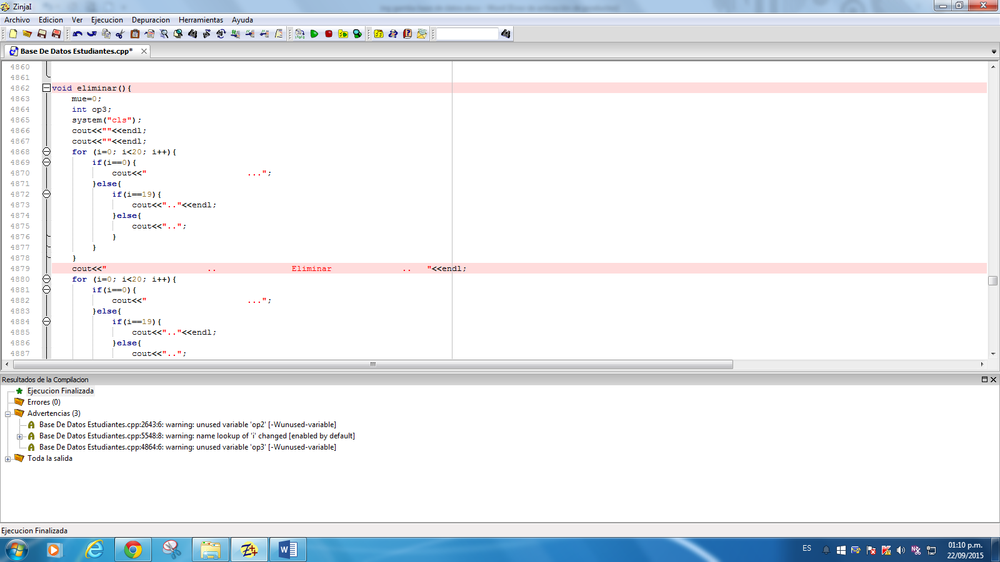 ZinjaI
Archivo Edicion Ver Ejecucion Depuracion Herramientas Ayuda
Base De Datos Estudiantes.cpp*
4860
4861
4862 void eliminar(){
4863 mue=0;
4864 int op3;
4865 system("cls");
4866 cout<<""<<endl;
4867 cout<<""<<endl;
4868 for (i=0; i<20; i++){
4869 if(i==0){
4870 cout<<" ...";
4871 }else{
4872 if(i==19){
4873 cout<<".."<<endl;
4874 }else{
4875 cout<<"..";
4876 }
4877 }
4878 }
4879 cout<<" .. Eliminar .. "<<endl;
4880 for (i=0; i<20; i++){
4881 if(i==0){
4882 cout<<" ...";
4883 }else{
4884 if(i==19){
4885 cout<<".."<<endl;
4886 }else{
4887 cout<<"..";
Resultados de la Compilacion
Ejecucion Finalizada
Errores (0)
Advertencias (3)
Base De Datos Estudiantes.cpp:2643:6: warning: unused variable 'op2' [-Wunused-variable]
Base De Datos Estudiantes.cpp:5548:8: warning: name lookup of 'i' changed [enabled by default]
Base De Datos Estudiantes.cpp:4864:6: warning: unused variable 'op3' [-Wunused-variable]
Toda la salida
Ejecucion Finalizada
ES
01:10 p.m.
22/09/2015